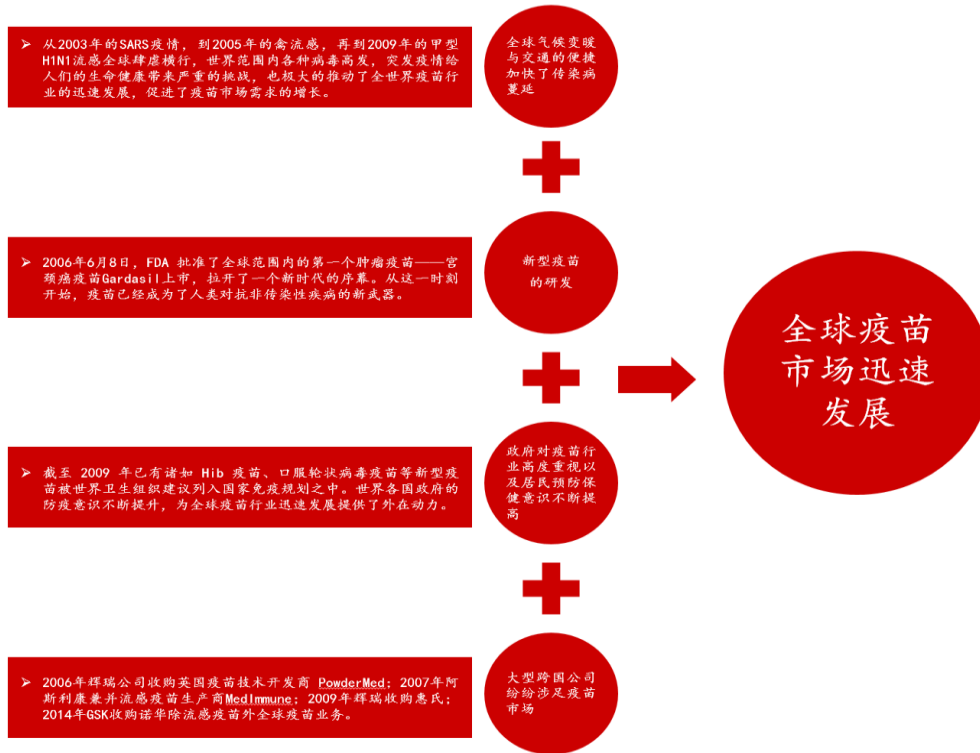 ➢ 从2003年的SARS疫情，到2005年的禽流感，再到2009年的甲型
H1N1流感全球肆虐横行，世界范围内各种病毒高发，突发疫情给
人们的生命健康带来严重的挑战，也极大的推动了全世界疫苗行
业的迅速发展，促进了疫苗市场需求的增长。
全球气候变暖
与交通的便捷
加快了传染病
蔓延
➢ 2006年6月8日，FDA 批准了全球范围内的第一个肿瘤疫苗——宫
颈癌疫苗Gardasil上市，拉开了一个新时代的序幕。从这一时刻
开始，疫苗已经成为了人类对抗非传染性疾病的新武器。
新型疫苗
的研发
➢ 截至 2009 年已有诸如 Hib 疫苗、口服轮状病毒疫苗等新型疫
苗被世界卫生组织建议列入国家免疫规划之中。世界各国政府的
防疫意识不断提升，为全球疫苗行业迅速发展提供了外在动力。
政府对疫苗行
业高度重视以
及居民预防保
健意识不断提
高
➢ 2006年辉瑞公司收购英国疫苗技术开发商 PowderMed；2007年阿
斯利康兼并流感疫苗生产商MedImmune；2009年辉瑞收购惠氏；
2014年GSK收购诺华除流感疫苗外全球疫苗业务。
大型跨国公司
纷纷涉足疫苗
市场
全球疫苗
市场迅速
发展